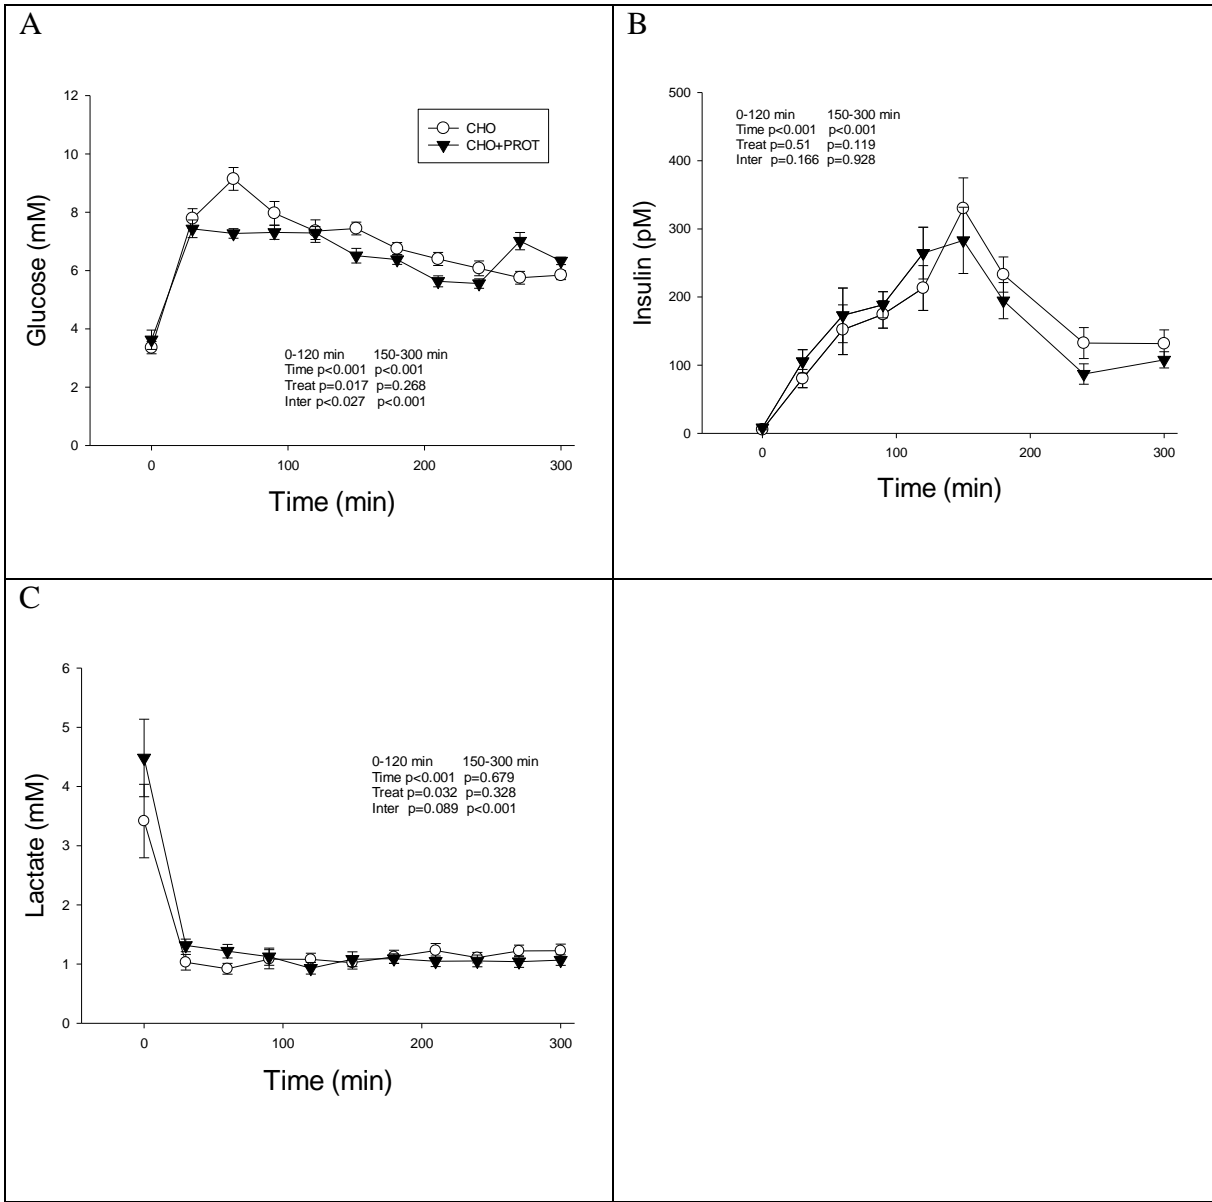 A
12
10
8
6
4
2
0
Glucose (mM)
CHO
CHO+PROT
0-120 min 150-300 min
Time p<0.001 p<0.001
Treat p=0.017 p=0.268
Inter p<0.027 p<0.001
0 100 200 300
Time (min)
B
500
400
300
200
100
0
Insulin (pM)
0-120 min 150-300 min
Time p<0.001 p<0.001
Treat p=0.51 p=0.119
Inter p=0.166 p=0.928
0 100 200 300
Time (min)
C
6
5
4
3
2
1
0
Lactate (mM)
0-120 min 150-300 min
Time p<0.001 p=0.679
Treat p=0.032 p=0.328
Inter p=0.089 p<0.001
0 100 200 300
Time (min)